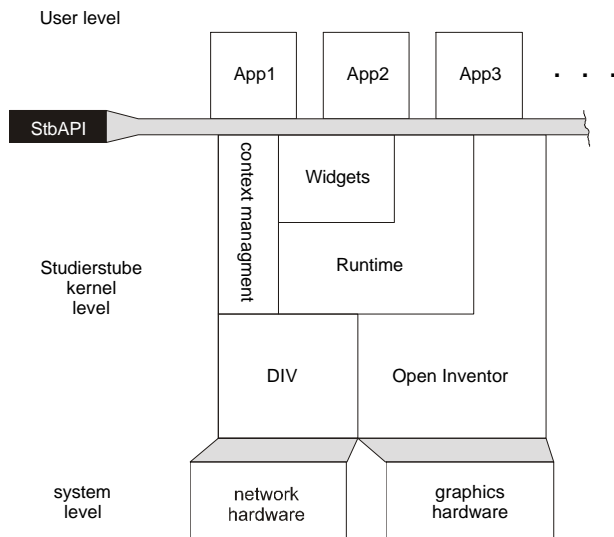 User level
App1
App2
App3
. . .
StbAPI
context managment
Widgets
Studierstube
kernel
level
Runtime
DIV
Open Inventor
system
level
network
hardware
graphics
hardware